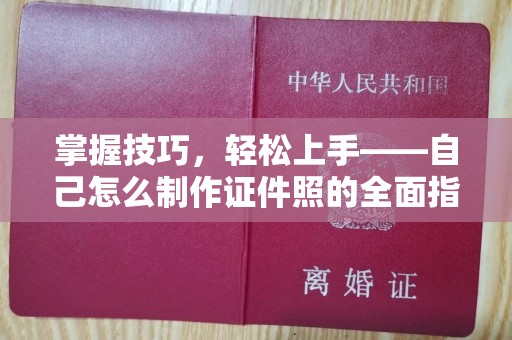 中华人民共和国
掌握技巧，轻松上手——自
己怎么制作证件照的全面指
离婚证